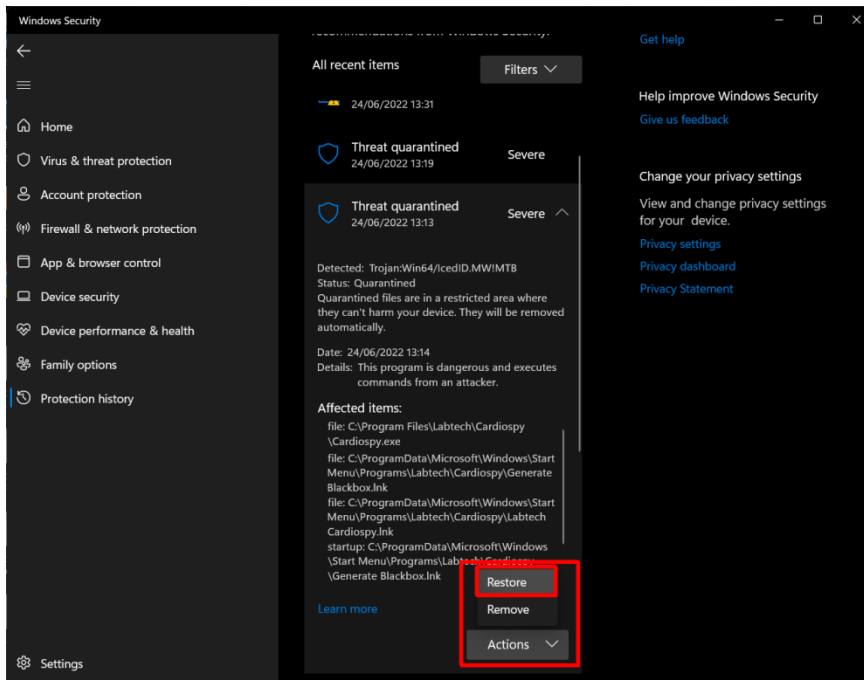 Windows Security
Home
Virus & threat protection
Account protection
Firewall & network protection
App & browser control
Device security
Device performance & health
Family options
Protection history
Settings
All recent items
Filters
24/06/2022 13:31
Threat quarantined
24/06/2022 13:19
Severe
Threat quarantined
24/06/2022 13:13
Severe
Detected: Trojan:Win64/IcedID.MW!MTB
Status: Quarantined
Quarantined files are in a restricted area where
they can't harm your device. They will be removed
automatically.
Date: 24/06/2022 13:14
Details: This program is dangerous and executes
commands from an attacker.
Affected items:
file: C:\Program Files\Labtech\Cardiospy
\Cardiospy.exe
file: C:\ProgramData\Microsoft\Windows\Start
Menu\Programs\Labtech\Cardiospy\Generate
Blackbox.lnk
file: C:\ProgramData\Microsoft\Windows\Start
Menu\Programs\Labtech\Cardiospy\Labtech
Cardiospy.lnk
startup: C:\ProgramData\Microsoft\Windows
\Start Menu\Programs\Labtech\Cardiospy
\Generate Blackbox.lnk
Restore
Learn more
Remove
Actions
Get help
Help improve Windows Security
Give us feedback
Change your privacy settings
View and change privacy settings
for your device.
Privacy settings
Privacy dashboard
Privacy Statement